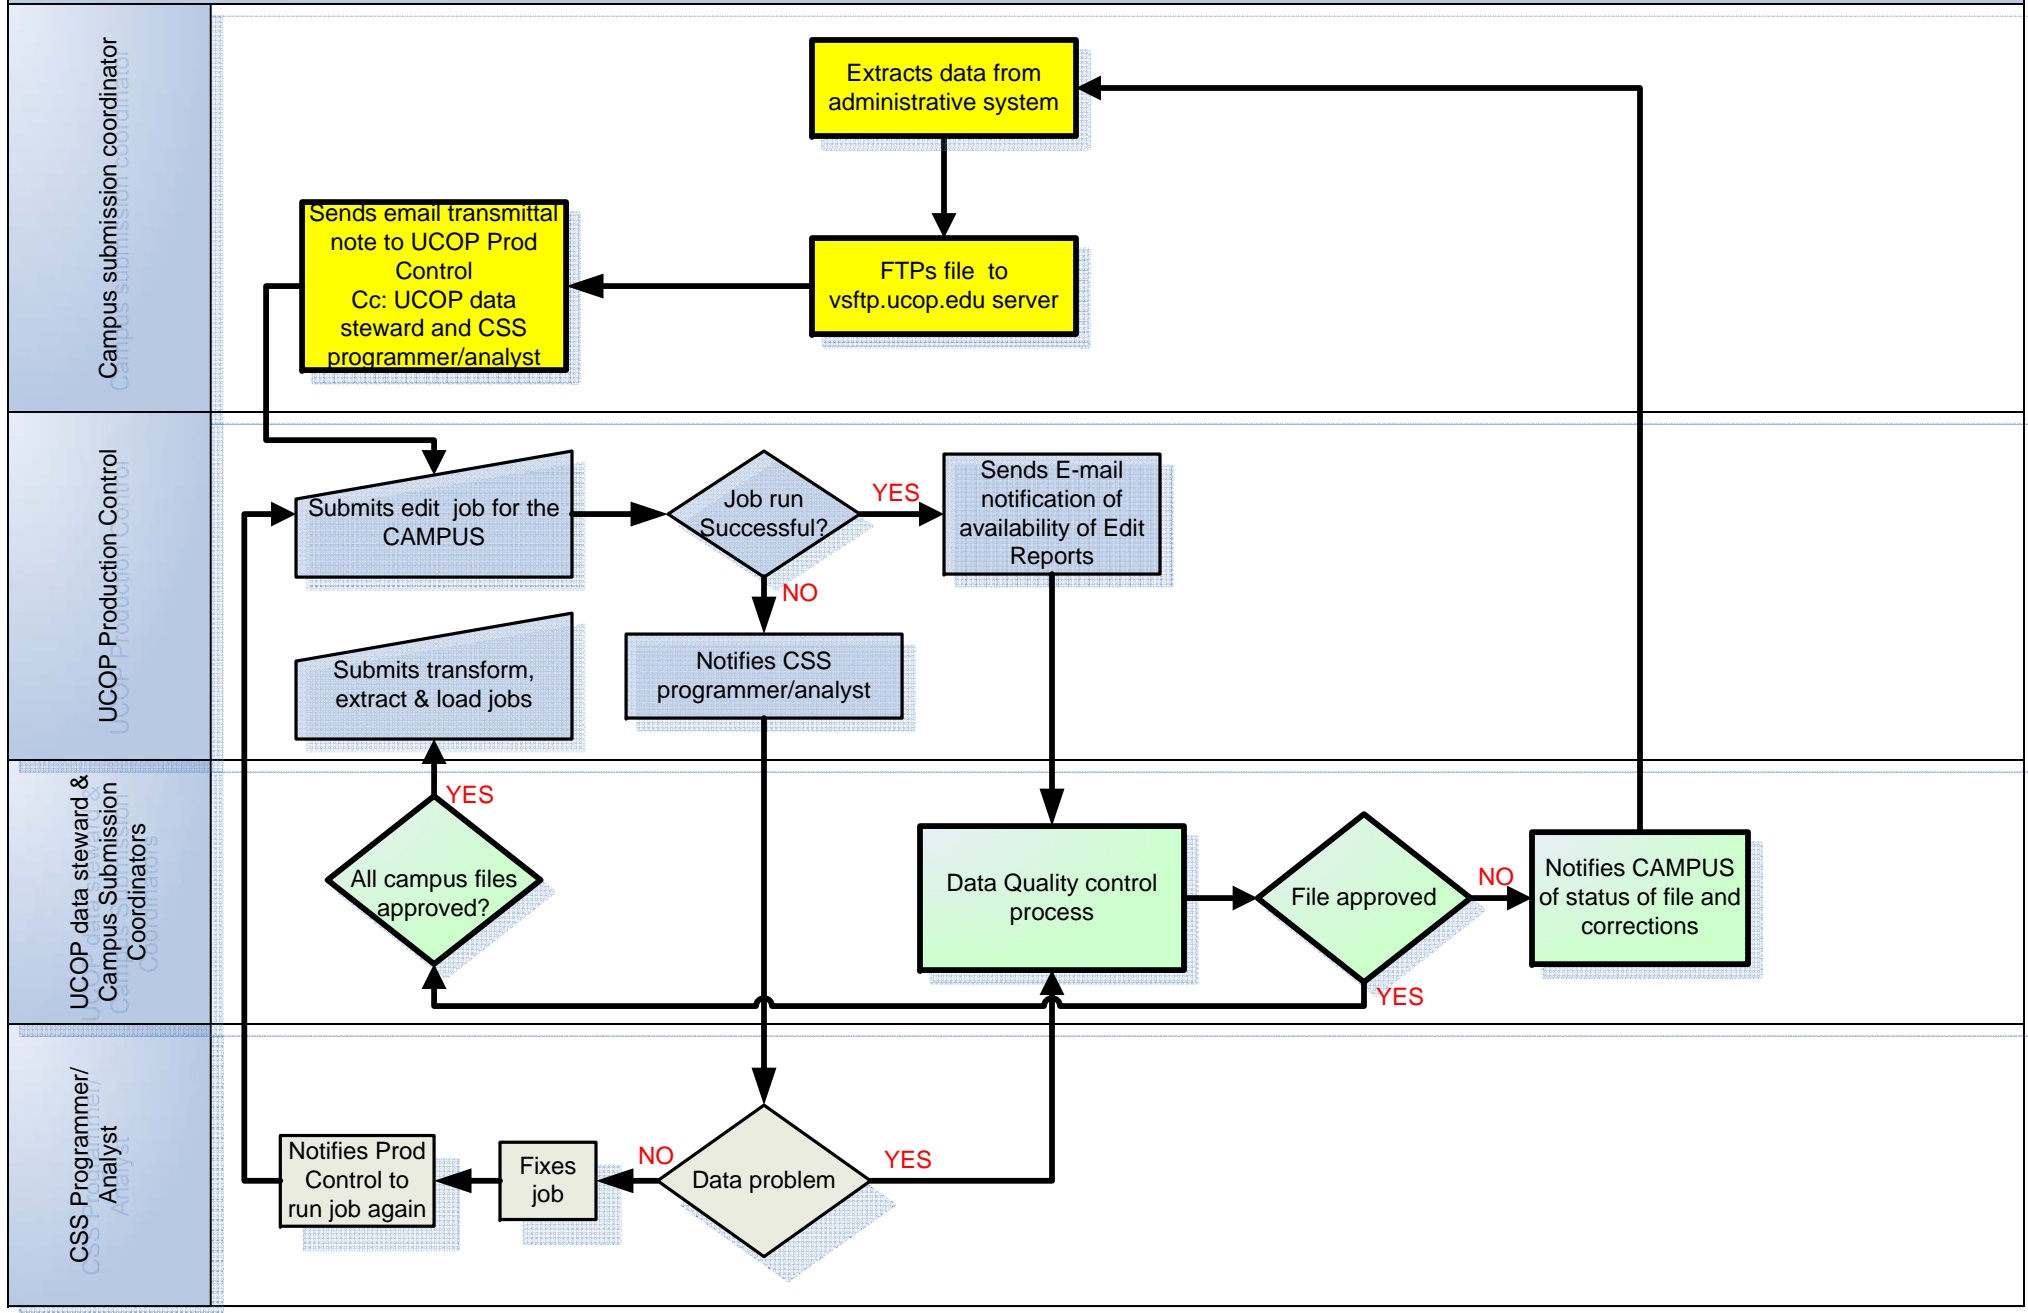 Campus submission coordinator
Extracts data from
administrative system
Sends email transmittal
note to UCOP Prod
Control
Cc: UCOP data
steward and CSS
programmer/analyst
FTPs file  to
vsftp.ucop.edu server
UCOP Production Control
Submits edit  job for the
CAMPUS
Job run
Successful?
YES
Sends E-mail
notification of
availability of Edit
Reports
NO
Submits transform,
extract & load jobs
Notifies CSS
programmer/analyst
UCOP data steward &
Campus Submission
Coordinators
YES
All campus files
approved?
Data Quality control
process
File approved
NO
Notifies CAMPUS
of status of file and
corrections
YES
CSS Programmer/
Analyst
Notifies Prod
Control to
run job again
Fixes
job
NO
Data problem
YES